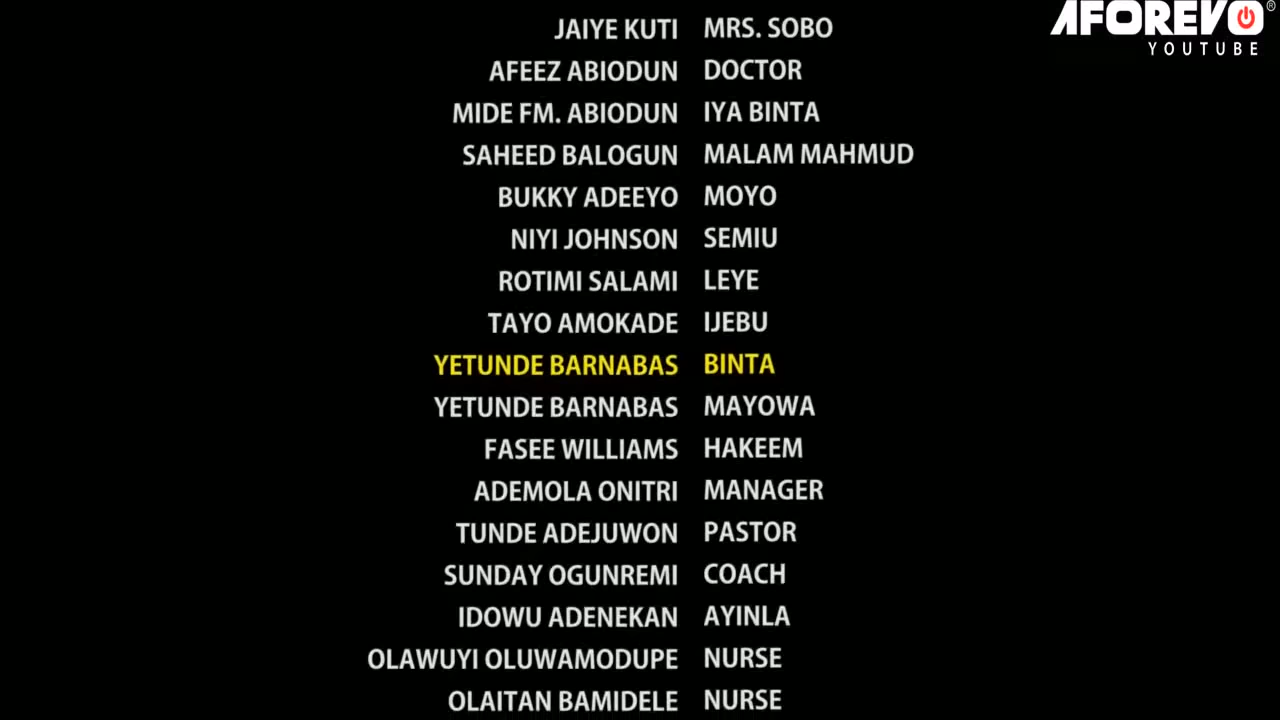 AFOREVO®
YOUTUBE
JAIYE KUTI MRS. SOBO
AFEEZ ABIODUN DOCTOR
MIDE FM. ABIODUN IYA BINTA
SAHEED BALOGUN MALAM MAHMUD
BUKKY ADEEYO MOYO
NIYI JOHNSON SEMIU
ROTIMI SALAMI LEYE
TAYO AMOKADE IJEBU
YETUNDE BARNABAS BINTA
YETUNDE BARNABAS MAYOWA
FASEE WILLIAMS HAKEEM
ADEMOLA ONITRI MANAGER
TUNDE ADEJUWON PASTOR
SUNDAY OGUNREMI COACH
IDOWU ADENEKAN AYINLA
OLAWUYI OLUWAMODUPE NURSE
OLAITAN BAMIDELE NURSE